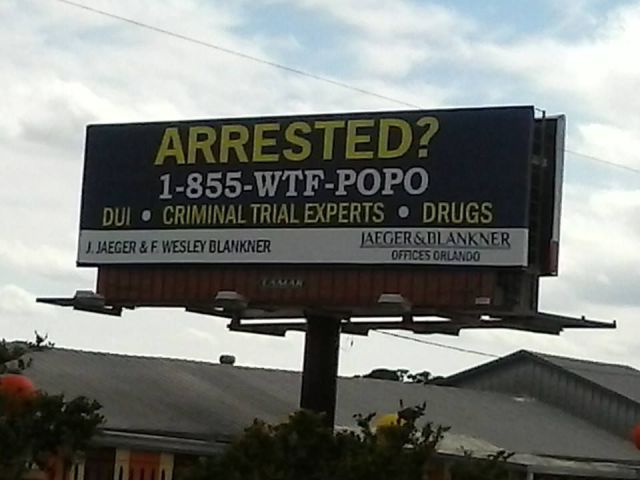 ARRESTED?
1-855-WTF-POPO
DUI • CRIMINAL TRIAL EXPERTS • DRUGS
J. JAEGER & F. WESLEY BLANKNER
JAEGER & BLANKNER
OFFICES ORLANDO
LAMAR